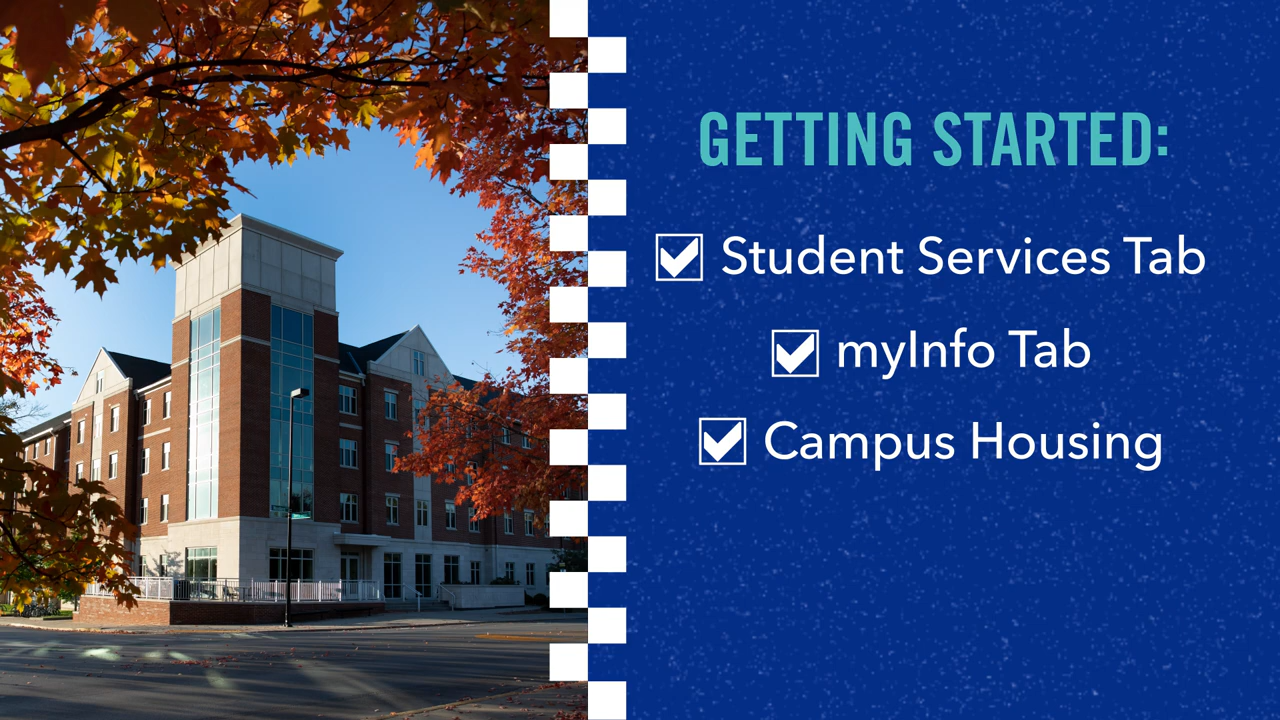 GETTING STARTED:
Student Services Tab
myInfo Tab
Campus Housing